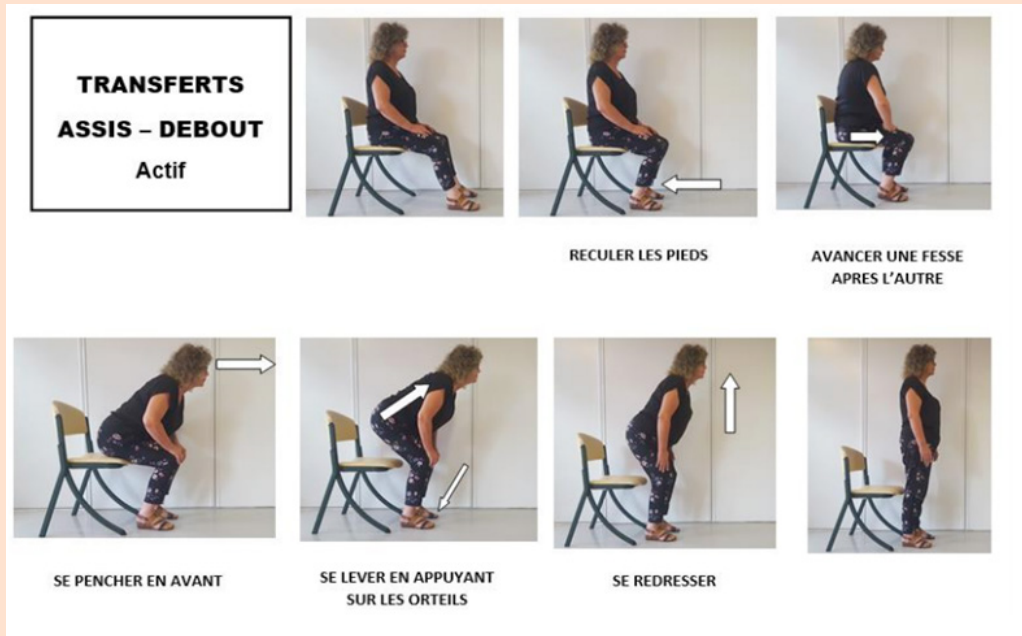 TRANSFERTS
ASSIS – DEBOUT
Actif
RECULER LES PIEDS
AVANCER UNE FESSE
APRES L’AUTRE
SE PENCHER EN AVANT
SE LEVER EN APPUYANT
SUR LES ORTEILS
SE REDRESSER